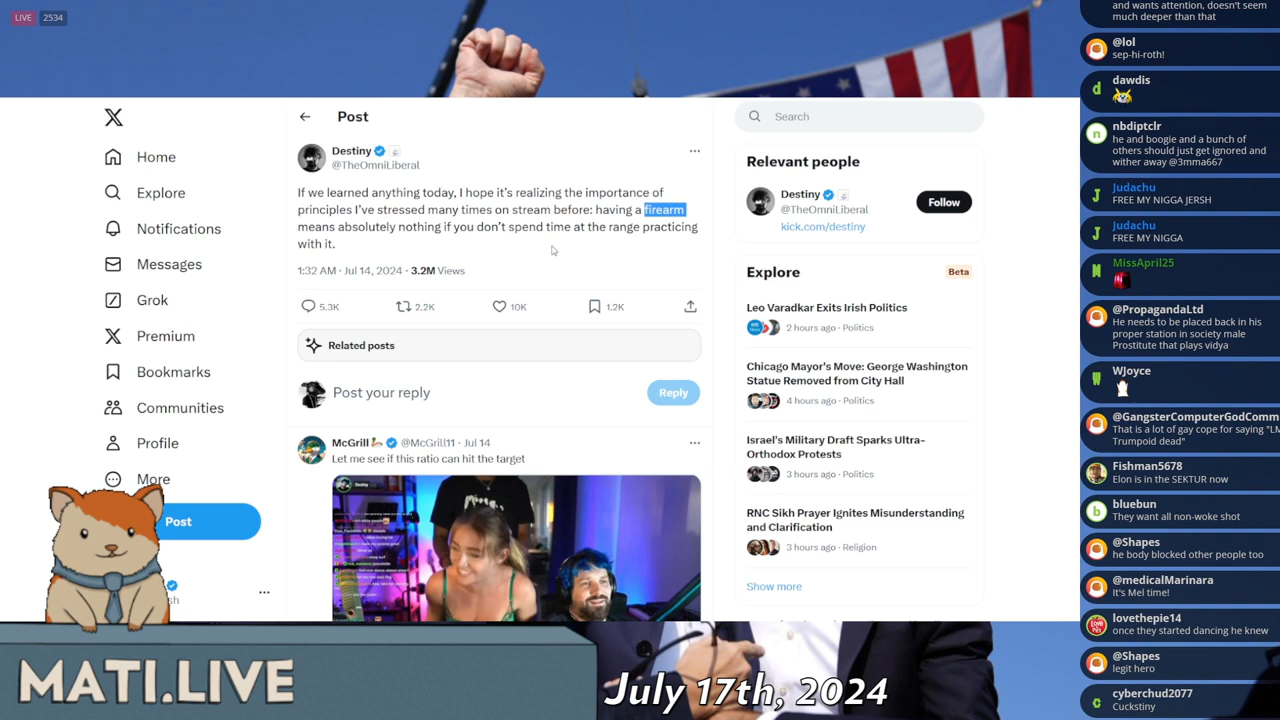 LIVE 2534
Post
Destiny
@TheOmniLiberal
If we learned anything today, I hope it's realizing the importance of
principles I've stressed many times on stream before: having a firearm
means absolutely nothing if you don't spend time at the range practicing
with it.
1:32 AM · Jul 14, 2024 · 3.2M Views
5.3K 2.2K 10K 1.2K
Related posts
Post your reply
Reply
McGrill @McGrill11 · Jul 14
Let me see if this ratio can hit the target
Destiny
Home
Explore
Notifications
Messages
Grok
Premium
Bookmarks
Communities
Profile
More
Post
sh
Search
Relevant people
Destiny
@TheOmniLiberal
Follow
kick.com/destiny
Explore
Beta
Leo Varadkar Exits Irish Politics
2 hours ago · Politics
Chicago Mayor's Move: George Washington
Statue Removed from City Hall
4 hours ago · Politics
Israel's Military Draft Sparks Ultra-
Orthodox Protests
3 hours ago · Politics
RNC Sikh Prayer Ignites Misunderstanding
and Clarification
3 hours ago · Religion
Show more
and wants attention, doesn't seem
much deeper than that
@lol
sep-hi-roth!
dawdis
nbdiptclr
he and boogie and a bunch of
others should just get ignored and
wither away @3mma667
Judachu
FREE MY NIGGA JERSH
Judachu
FREE MY NIGGA
MissApril25
@PropagandaLtd
He needs to be placed back in his
proper station in society male
Prostitute that plays vidya
WJoyce
@GangsterComputerGodComm
That is a lot of gay cope for saying "LM
Trumpoid dead"
Fishman5678
Elon is in the SEKTUR now
bluebun
They want all non-woke shot
@Shapes
he body blocked other people too
@medicalMarinara
It's Mel time!
lovethepie14
once they started dancing he knew
@Shapes
legit hero
cyberchud2077
Cuckstiny
MATI.LIVE
July 17th, 2024